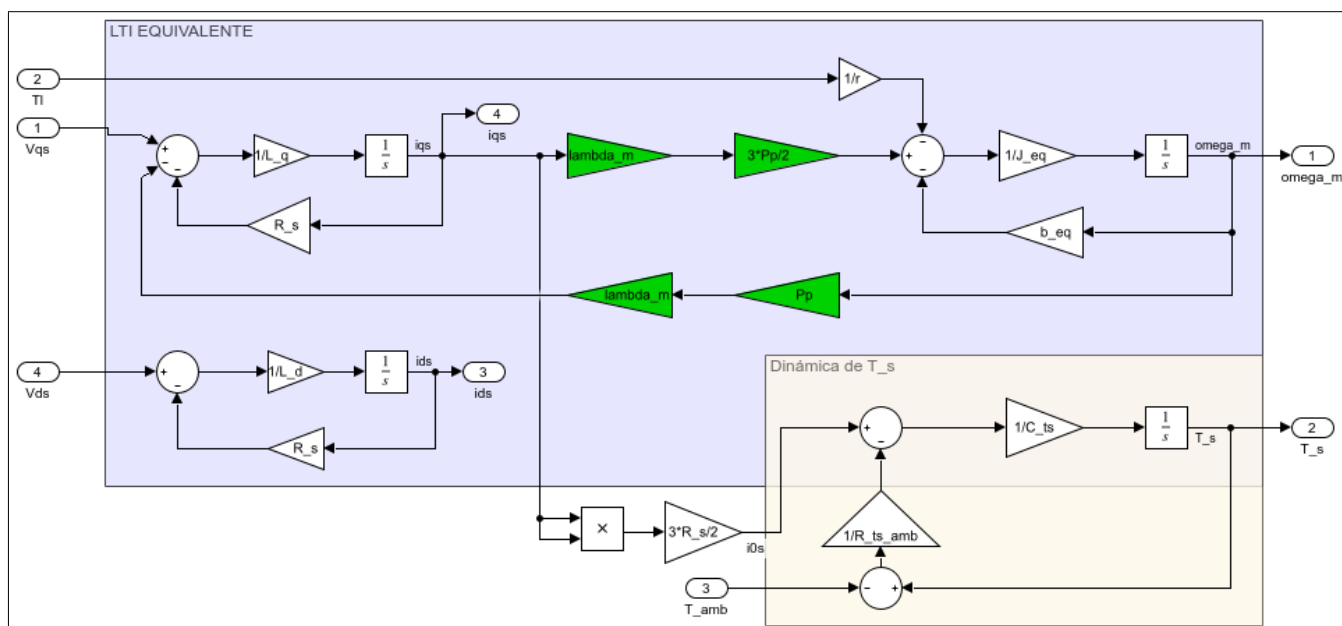 LTI EQUIVALENTE
2
Tl
1/r
1
Vqs
+
−
−
1/L_q
1
s
iqs
4
iqs
lambda_m
3*Pp/2
+
−
−
1/J_eq
1
s
omega_m
1
omega_m
R_s
b_eq
lambda_m
Pp
4
Vds
+
−
1/L_d
1
s
ids
3
ids
R_s
Dinámica de T_s
+
−
1/C_ts
1
s
T_s
2
T_s
×
3*R_s/2
i0s
1/R_ts_amb
3
T_amb
−
+